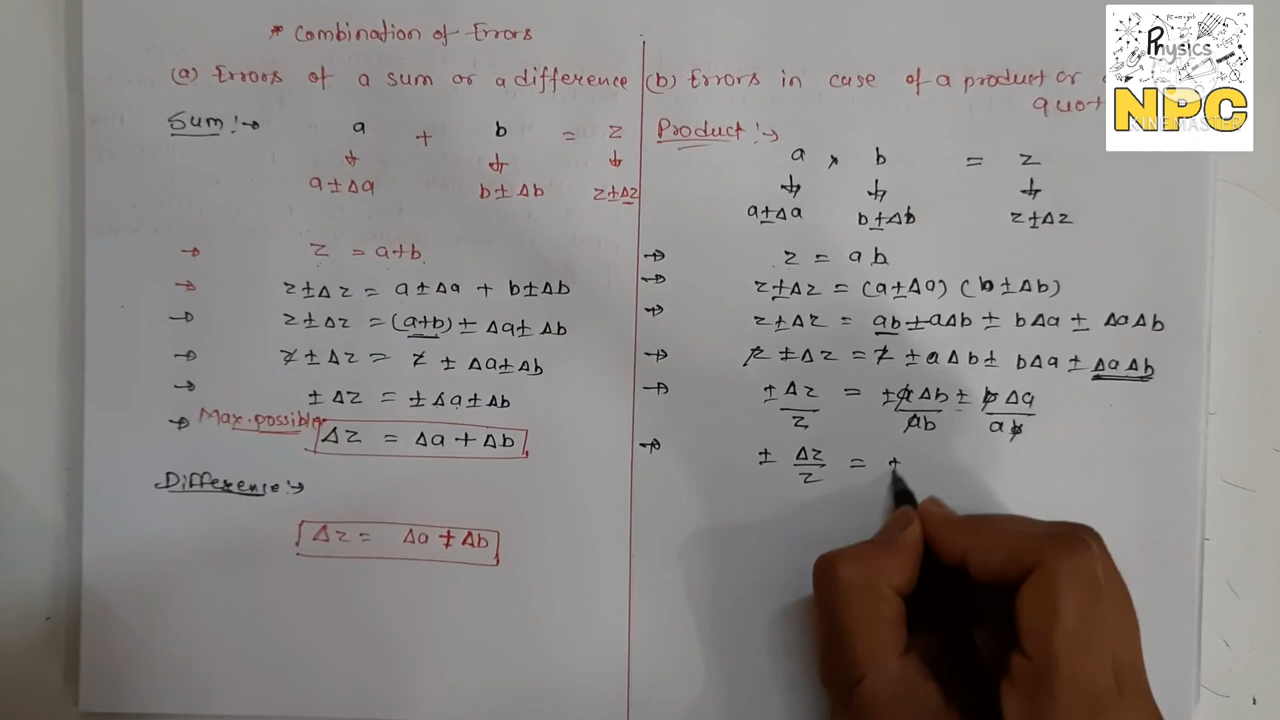 * Combination of Errors
(a) Errors of a sum or a difference
Sum:→
a + b = z
a±Δa b±Δb z±Δz
→ z = a+b
→ z±Δz = a±Δa + b±Δb
→ z±Δz = (a+b) ± Δa±Δb
→ z ±Δz = z ± Δa±Δb
→ ±Δz = ±Δa±Δb
→ Max.possible Δz = Δa+Δb
Difference:→
Δz = Δa + Δb
(b) Errors in case of a product or
Product:→
a × b = z
a±Δa b±Δb z±Δz
→ z = ab
→ z±Δz = (a±Δa) (b±Δb)
→ z±Δz = ab±aΔb ± bΔa ± ΔaΔb
→ z ±Δz = z ±aΔb± bΔa ± ΔaΔb
→ ±Δz/z = ±aΔb/ab ± bΔa/ab
→ ± Δz/z = ±
Physics
NPC
KINEMASTER